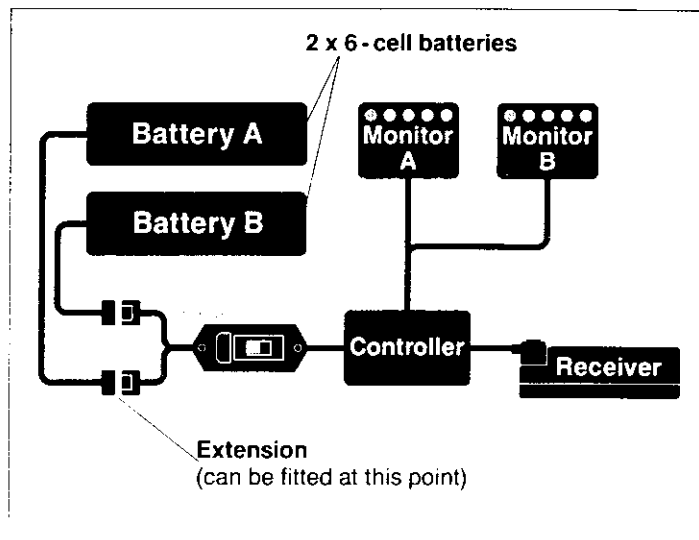 2 x 6 - cell batteries
Battery A
Battery B
Monitor
A
Monitor
B
Controller
Receiver
Extension
(can be fitted at this point)